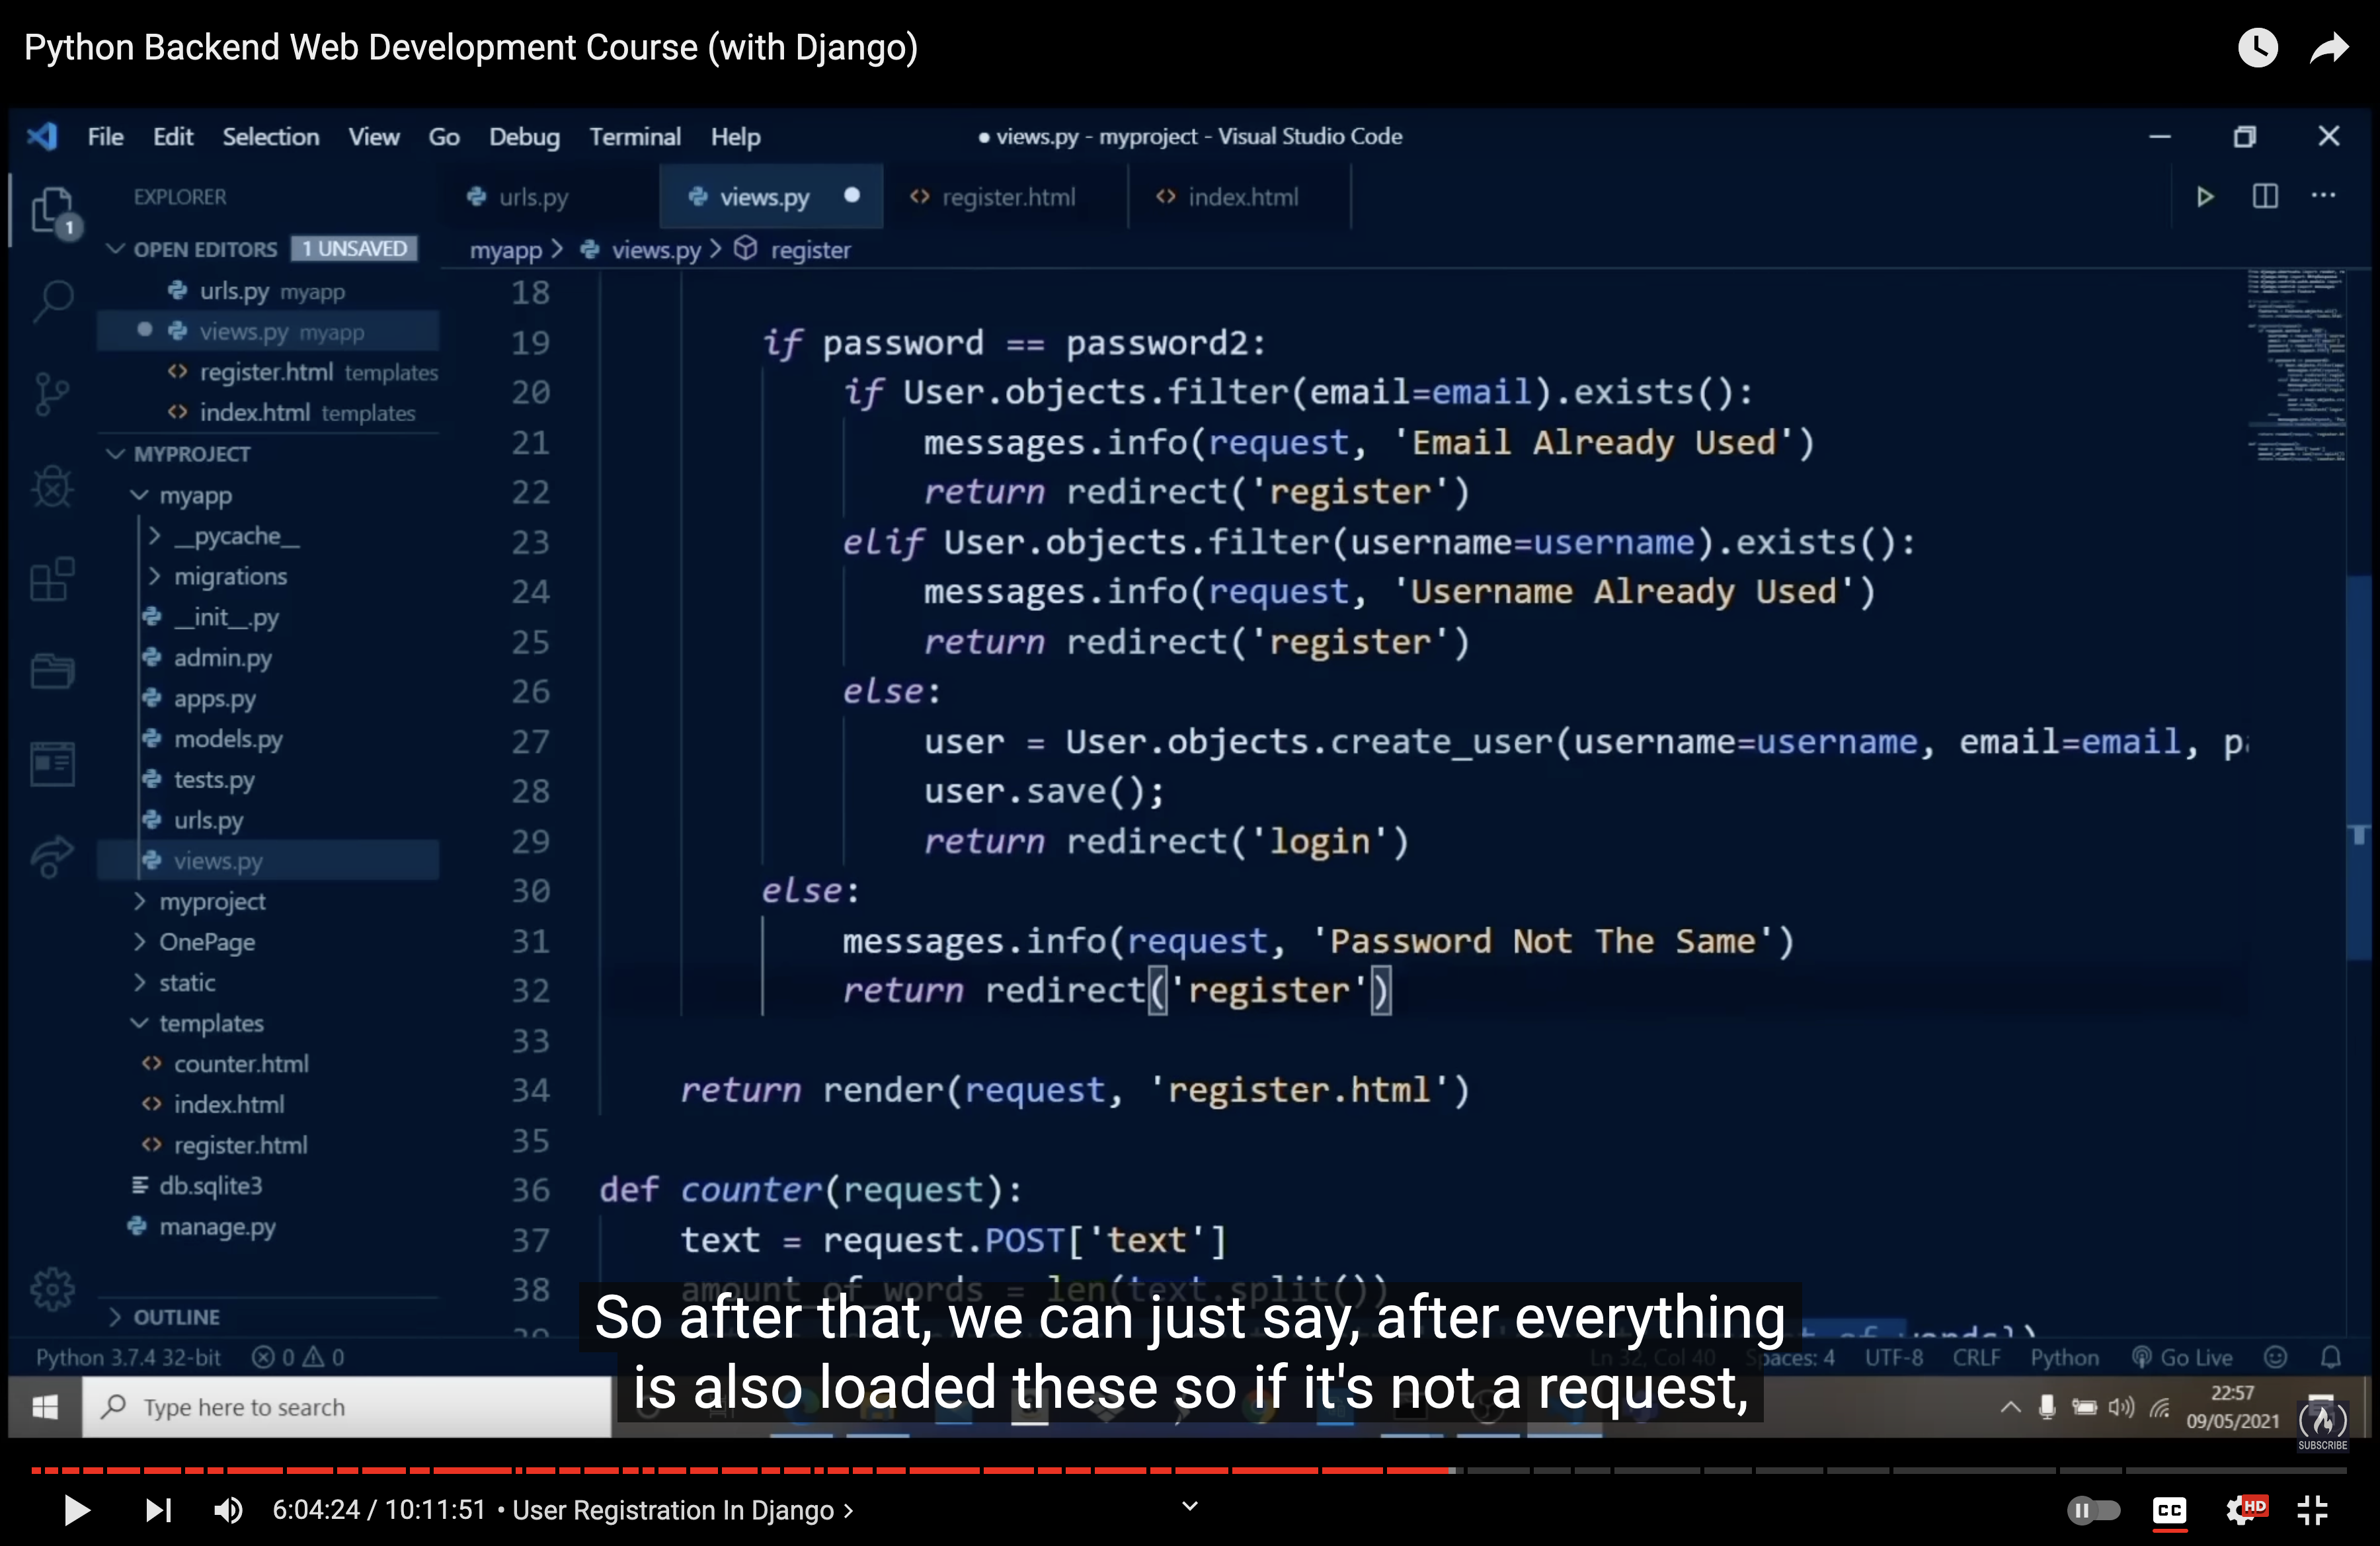 Python Backend Web Development Course (with Django)
File Edit Selection View Go Debug Terminal Help
● views.py - myproject - Visual Studio Code
EXPLORER
urls.py views.py register.html index.html
1
OPEN EDITORS 1 UNSAVED
myapp > views.py > register
urls.py myapp
views.py myapp
register.html templates
index.html templates
MYPROJECT
myapp
__pycache__
migrations
__init__.py
admin.py
apps.py
models.py
tests.py
urls.py
views.py
myproject
OnePage
static
templates
counter.html
index.html
register.html
db.sqlite3
manage.py
OUTLINE
18
19 if password == password2:
20 if User.objects.filter(email=email).exists():
21 messages.info(request, 'Email Already Used')
22 return redirect('register')
23 elif User.objects.filter(username=username).exists():
24 messages.info(request, 'Username Already Used')
25 return redirect('register')
26 else:
27 user = User.objects.create_user(username=username, email=email,
28 user.save();
29 return redirect('login')
30 else:
31 messages.info(request, 'Password Not The Same')
32 return redirect('register')
33
34 return render(request, 'register.html')
35
36 def counter(request):
37 text = request.POST['text']
38 amount_of_words = len(text.split())
So after that, we can just say, after everything
is also loaded these so if it's not a request,
Python 3.7.4 32-bit 0 0 Ln 32, Col 40 Spaces: 4 UTF-8 CRLF Python Go Live
Type here to search
22:57
09/05/2021
SUBSCRIBE
6:04:24 / 10:11:51 • User Registration In Django >
CC
HD